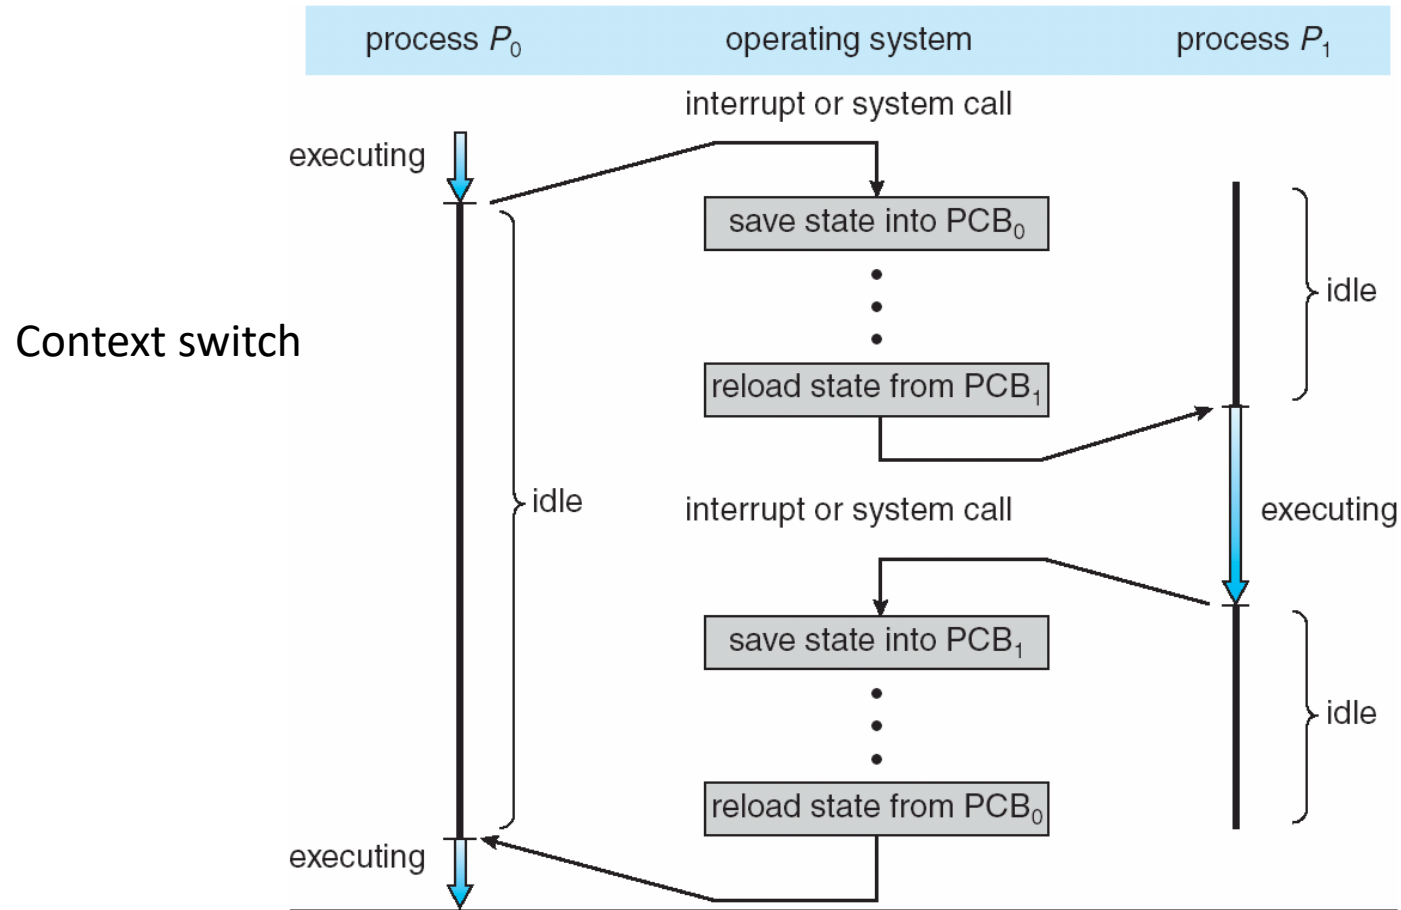 process P₀ operating system process P₁
interrupt or system call
executing
save state into PCB₀
idle
Context switch
reload state from PCB₁
idle
interrupt or system call
executing
save state into PCB₁
idle
reload state from PCB₀
executing